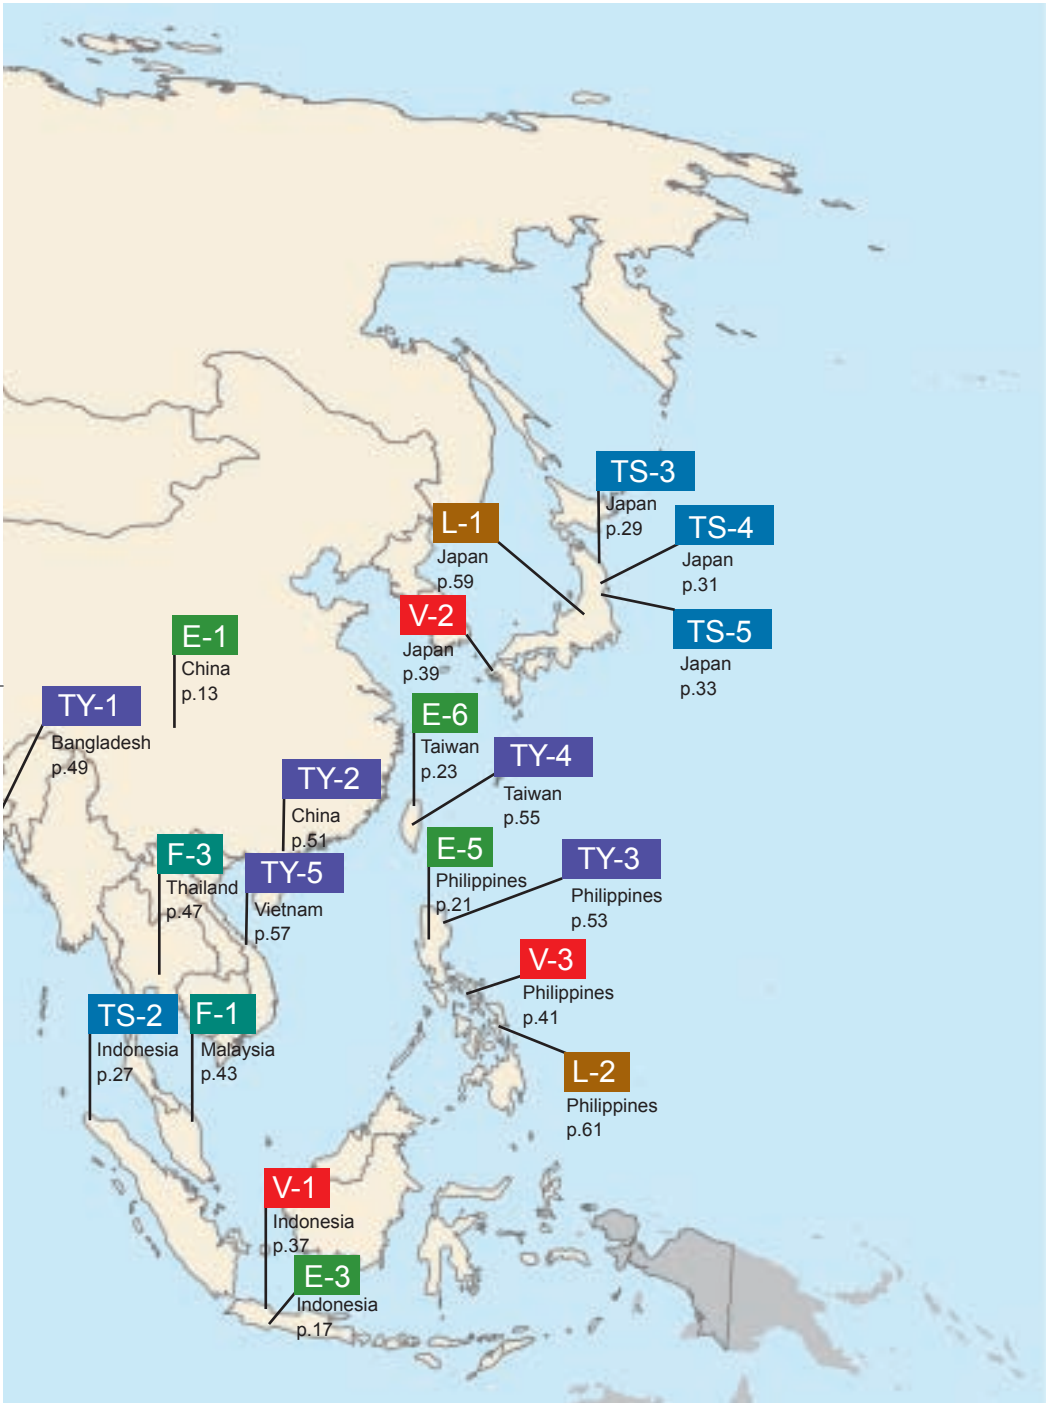 TS-3
Japan
p.29
L-1
Japan
p.59
TS-4
Japan
p.31
V-2
Japan
p.39
TS-5
Japan
p.33
E-1
China
p.13
TY-1
Bangladesh
p.49
E-6
Taiwan
p.23
TY-4
Taiwan
p.55
TY-2
China
p.51
F-3
Thailand
p.47
TY-5
Vietnam
p.57
E-5
Philippines
p.21
TY-3
Philippines
p.53
V-3
Philippines
p.41
TS-2
Indonesia
p.27
F-1
Malaysia
p.43
L-2
Philippines
p.61
V-1
Indonesia
p.37
E-3
Indonesia
p.17